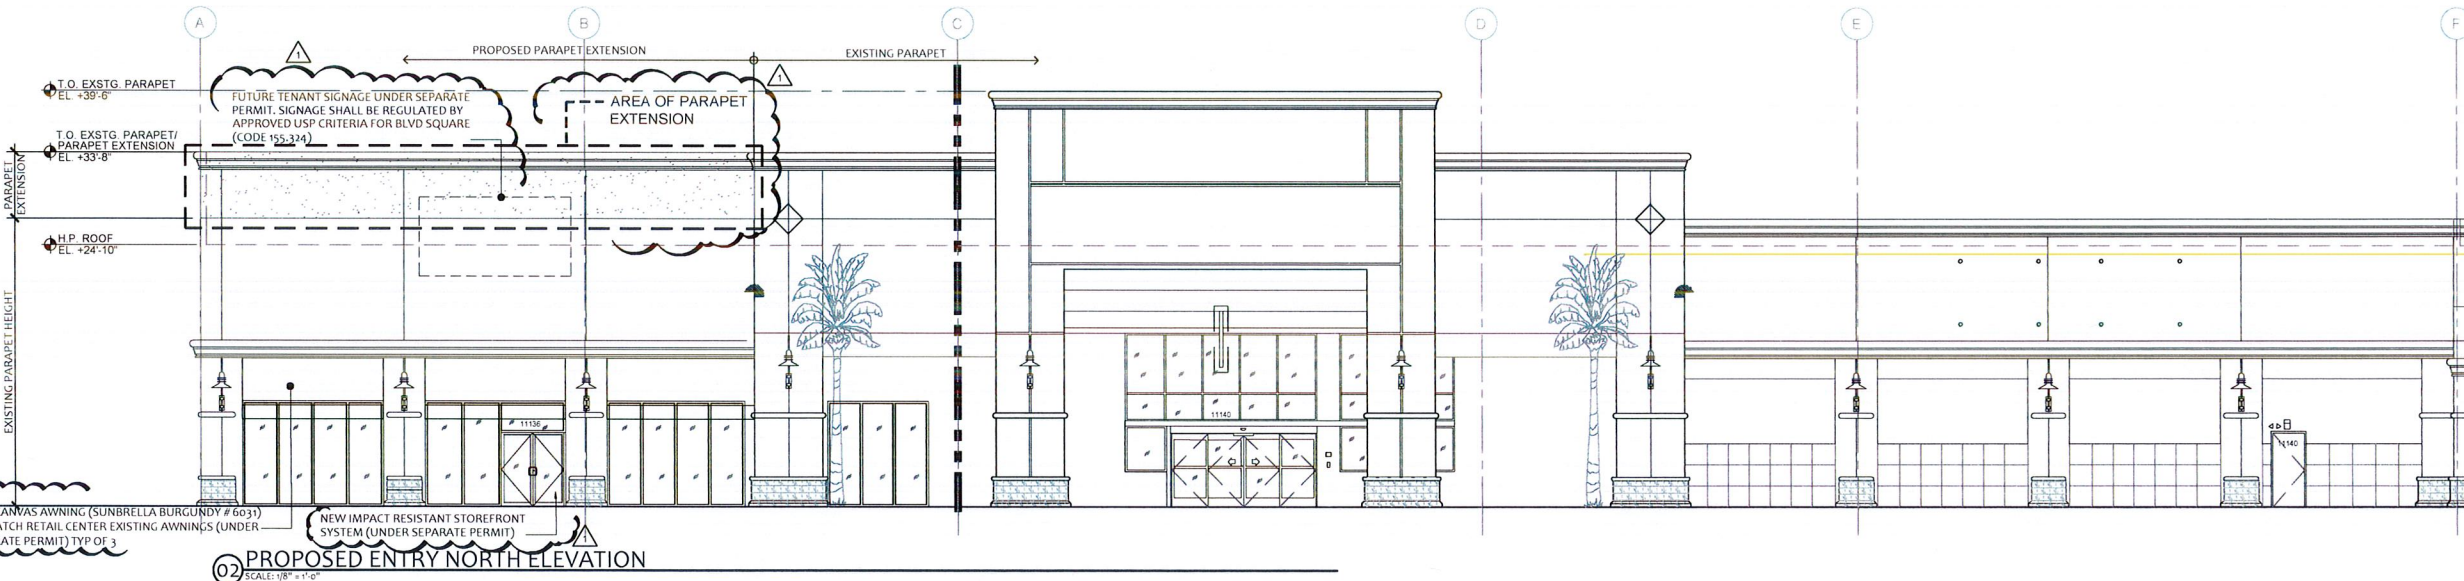 A
B
C
D
E
F
PROPOSED PARAPET EXTENSION
EXISTING PARAPET
1
1
T.O. EXSTG. PARAPET
EL. +39'-6"
FUTURE TENANT SIGNAGE UNDER SEPARATE
PERMIT. SIGNAGE SHALL BE REGULATED BY
APPROVED USP CRITERIA FOR BLVD SQUARE
(CODE 155.324)
AREA OF PARAPET
EXTENSION
T.O. EXSTG. PARAPET/
PARAPET EXTENSION
EL. +33'-8"
PARAPET
EXTENSION
H.P. ROOF
EL. +24'-10"
EXISTING PARAPET HEIGHT
11136
11140
11140
ANVAS AWNING (SUNBRELLA BURGUNDY #6031)
ATCH RETAIL CENTER EXISTING AWNINGS (UNDER
ATE PERMIT) TYP OF 3
NEW IMPACT RESISTANT STOREFRONT
SYSTEM (UNDER SEPARATE PERMIT)
1
02 PROPOSED ENTRY NORTH ELEVATION
SCALE: 1/8" = 1'-0"